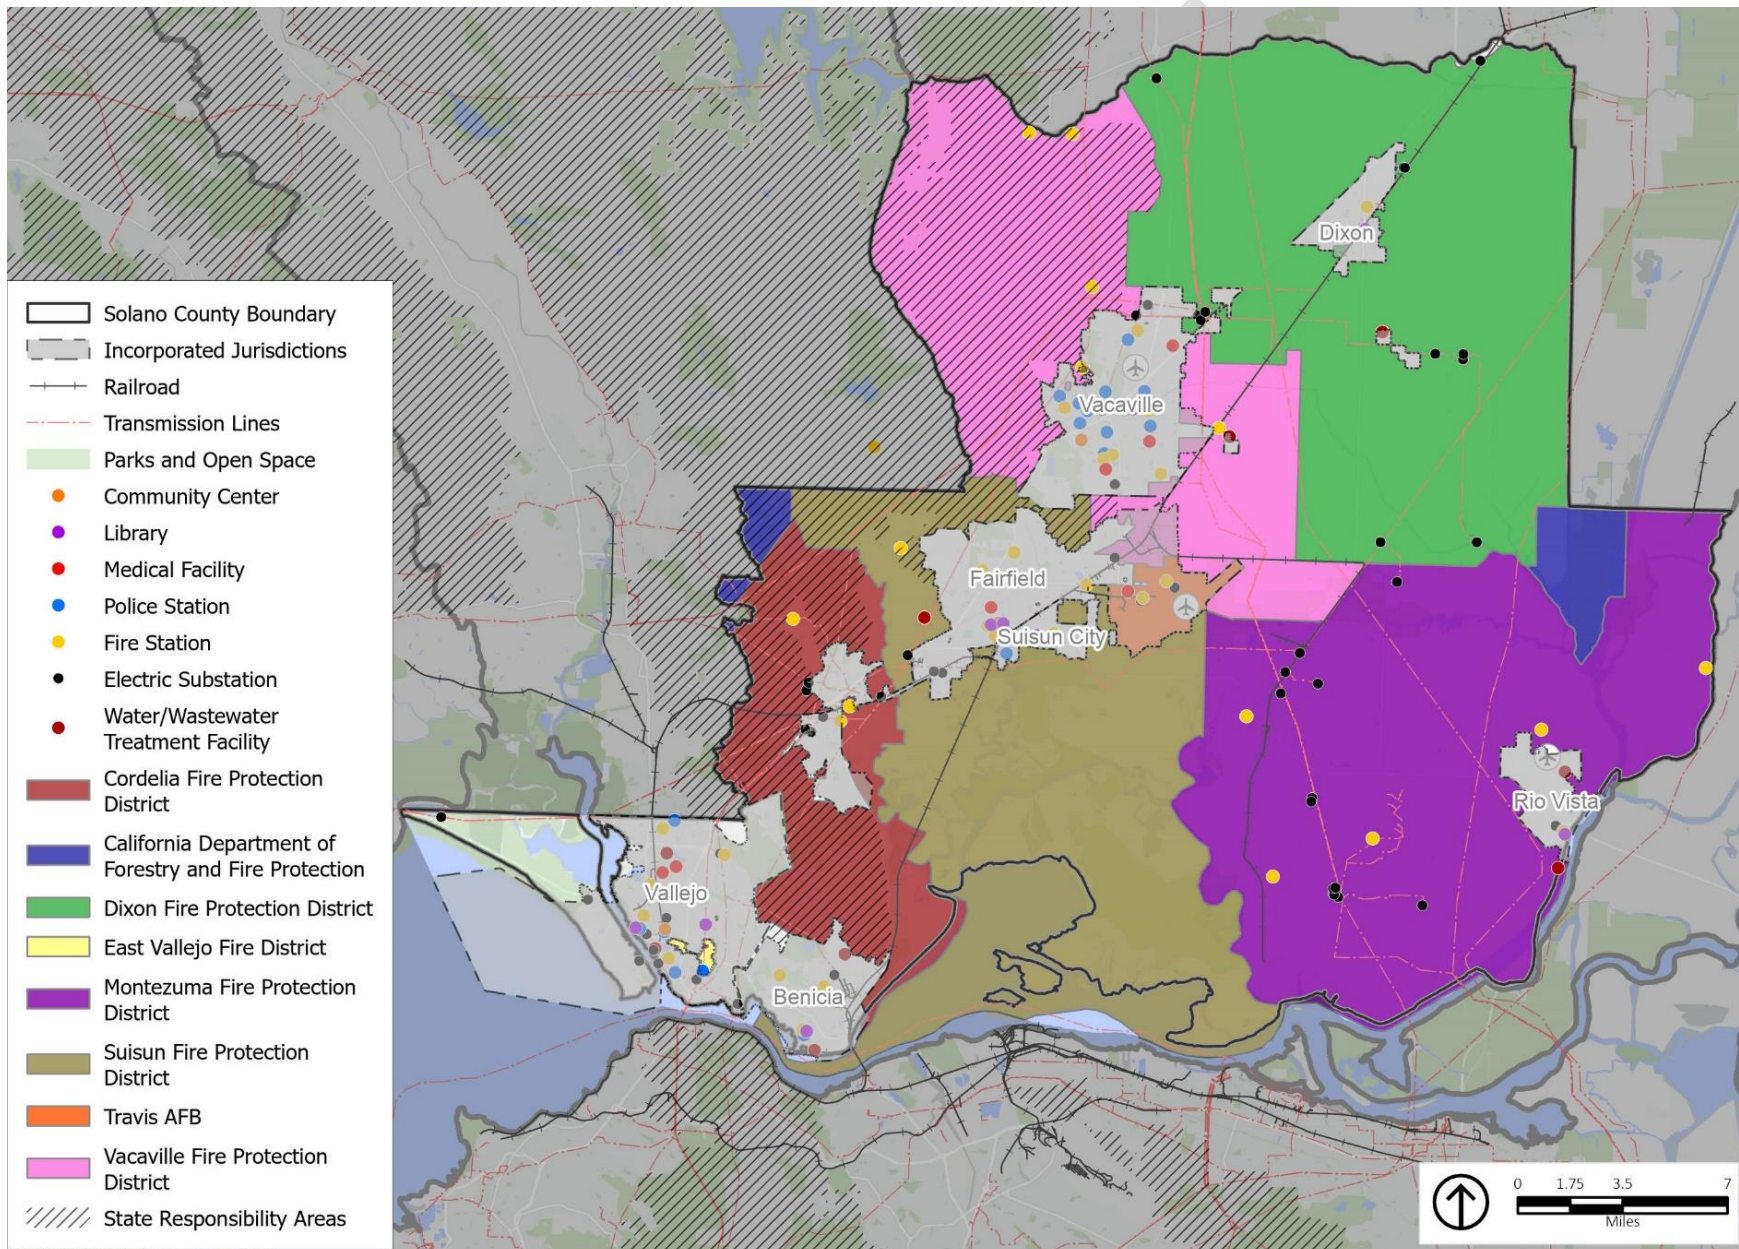 Solano County Boundary
Incorporated Jurisdictions
Railroad
Transmission Lines
Parks and Open Space
Community Center
Library
Medical Facility
Police Station
Fire Station
Electric Substation
Water/Wastewater
Treatment Facility
Cordelia Fire Protection
District
California Department of
Forestry and Fire Protection
Dixon Fire Protection District
East Vallejo Fire District
Montezuma Fire Protection
District
Suisun Fire Protection
District
Travis AFB
Vacaville Fire Protection
District
State Responsibility Areas
Dixon
Vacaville
Fairfield
Suisun City
Rio Vista
Vallejo
Benicia
0 1.75 3.5 7
Miles